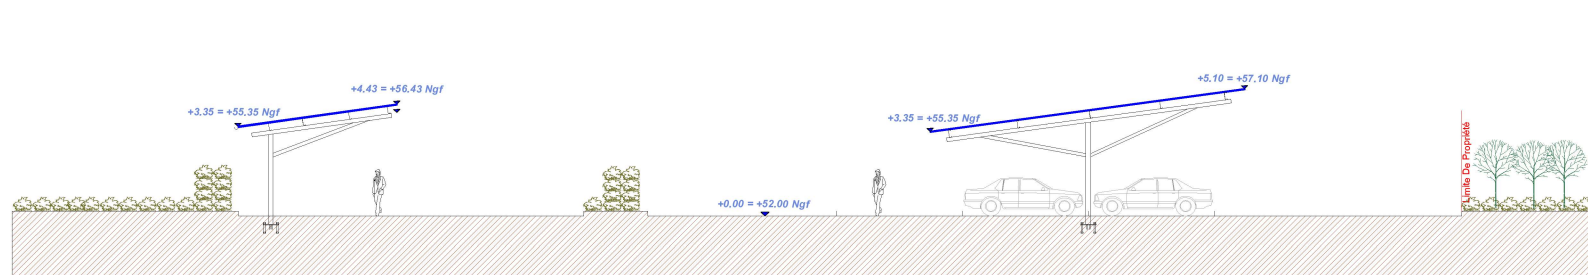 +4.43 = +56.43 Ngf
+3.35 = +55.35 Ngf
+5.10 = +57.10 Ngf
+3.35 = +55.35 Ngf
+0.00 = +52.00 Ngf
Limite De Propriété